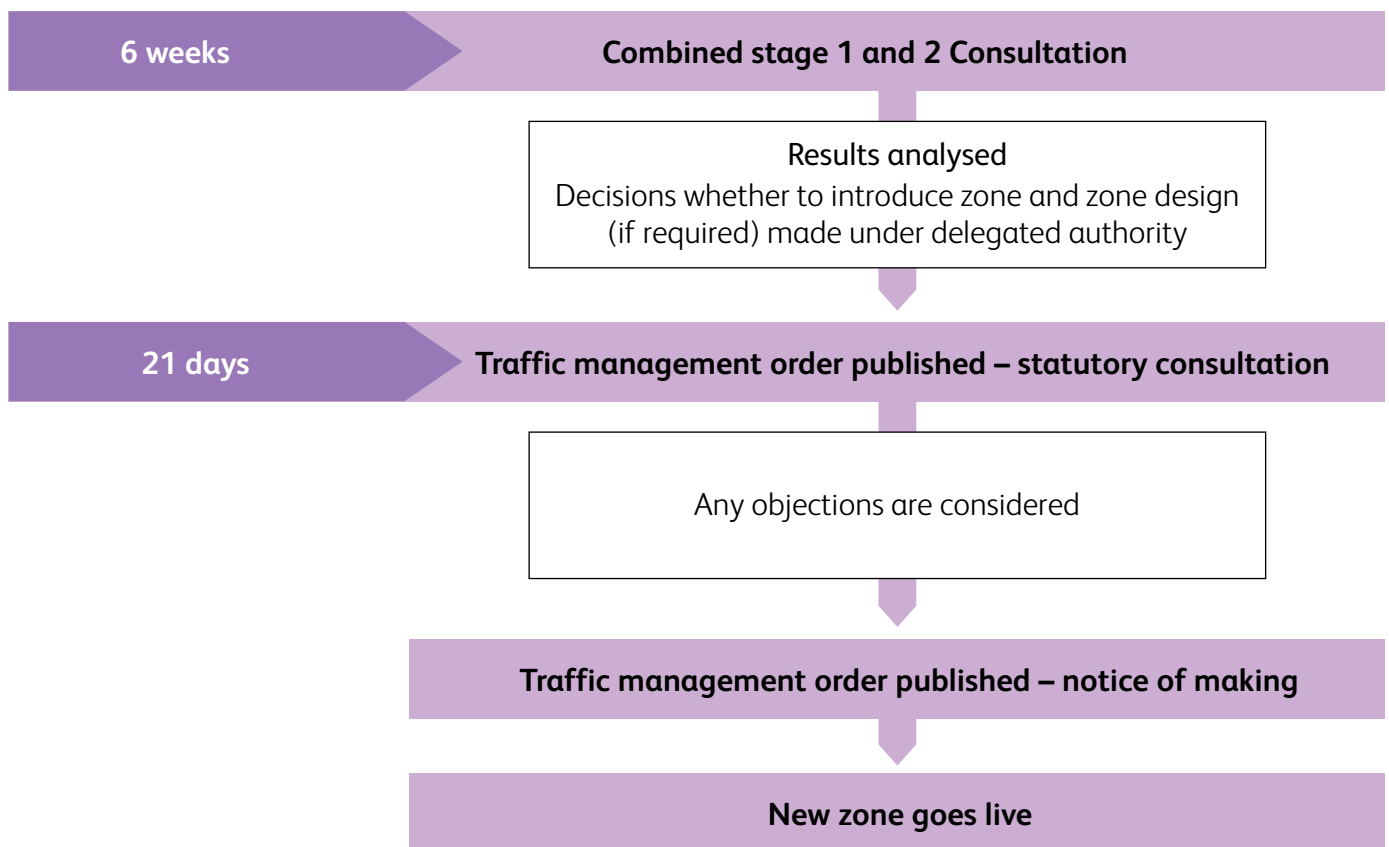 6 weeks
Combined stage 1 and 2 Consultation
Results analysed
Decisions whether to introduce zone and zone design
(if required) made under delegated authority
21 days
Traffic management order published – statutory consultation
Any objections are considered
Traffic management order published – notice of making
New zone goes live